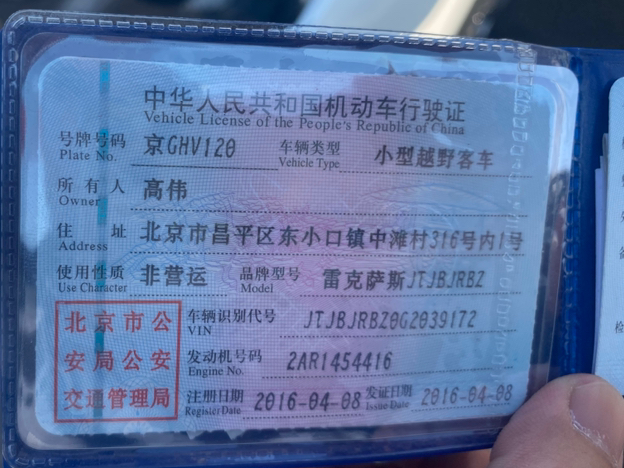 中华人民共和国机动车行驶证
Vehicle License of the People's Republic of China
号牌号码 京GHV120 车辆类型 小型越野客车
Plate No. Vehicle Type
所有人 高伟
Owner
住址 北京市昌平区东小口镇中滩村316号内1号
Address
使用性质 非营运 品牌型号 雷克萨斯JTJBJRBZ
Use Character Model
北京市公
安局公安
交通管理局
车辆识别代号 JTJBJRBZ0G2039172
VIN
发动机号码 2AR1454416
Engine No.
注册日期 2016-04-08 发证日期 2016-04-08
Register Date Issue Date